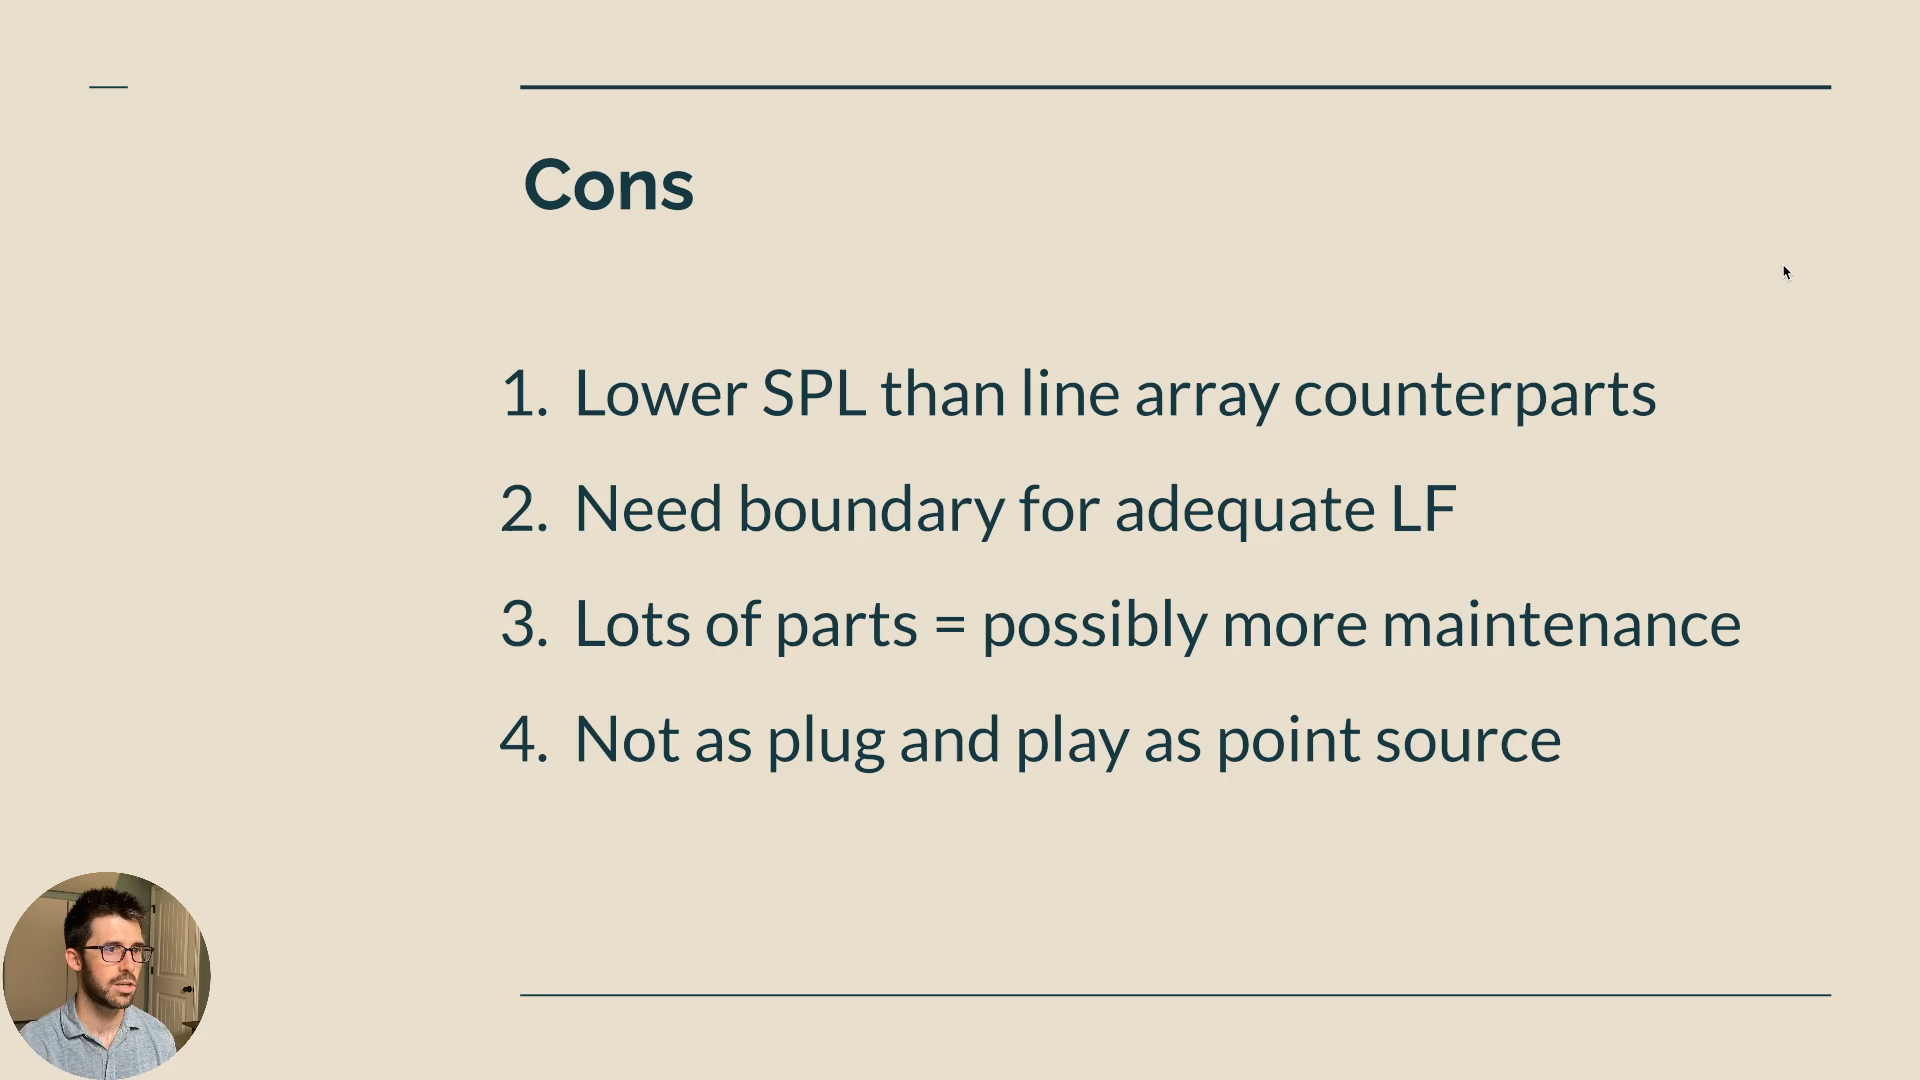 Cons
1. Lower SPL than line array counterparts
2. Need boundary for adequate LF
3. Lots of parts = possibly more maintenance
4. Not as plug and play as point source